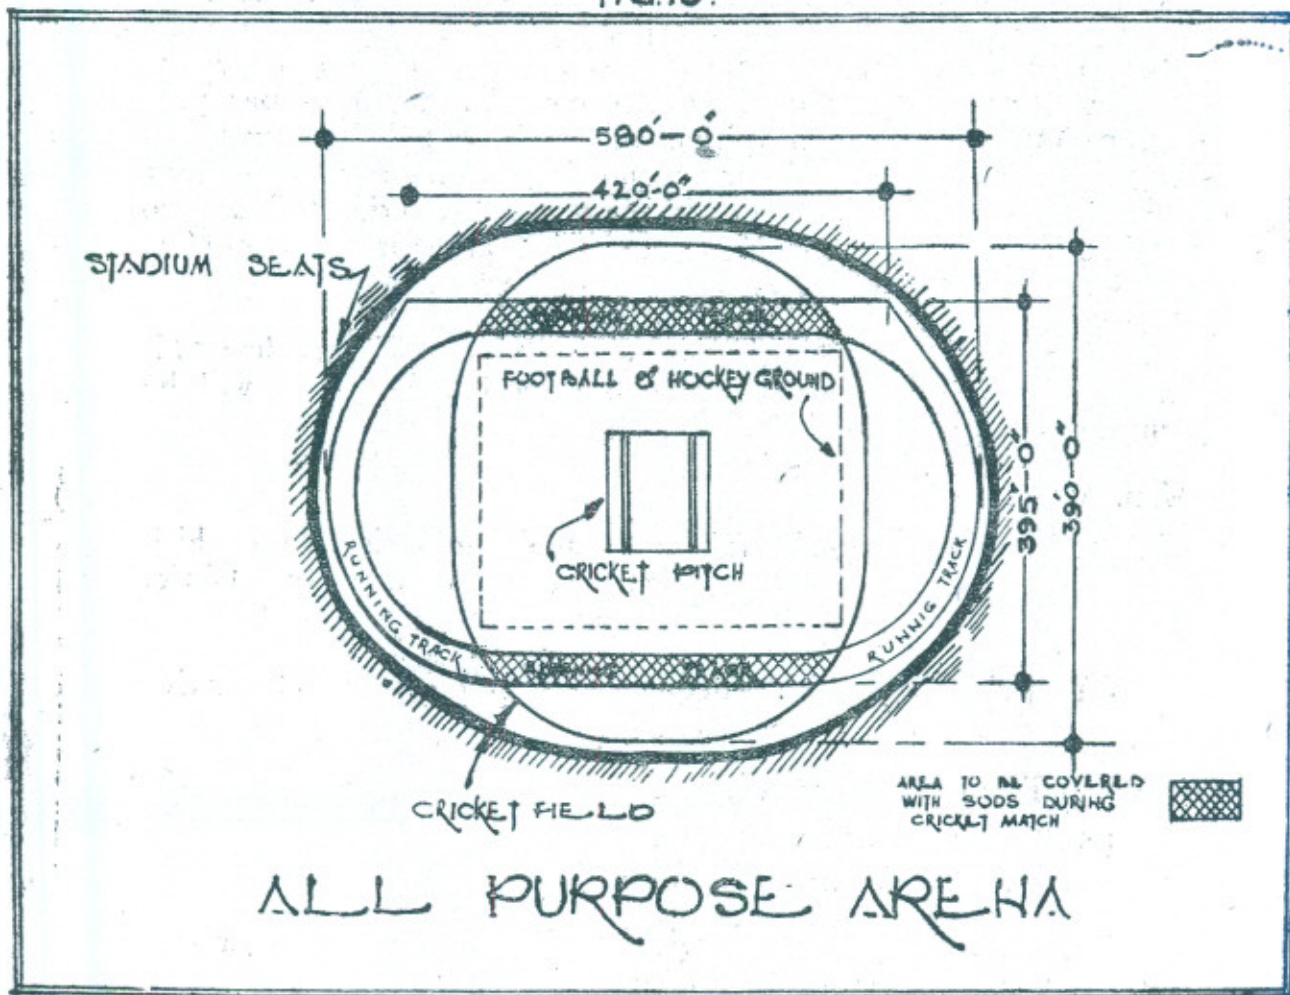 580'-0"
420'-0"
STADIUM SEATS
FOOTBALL & HOCKEY GROUND
395'-0"
390'-0"
CRICKET PITCH
RUNNING TRACK
RUNNIG TRACK
CRICKET FIELD
AREA TO BE COVERED
WITH SODS DURING
CRICKET MATCH
ALL PURPOSE ARENA